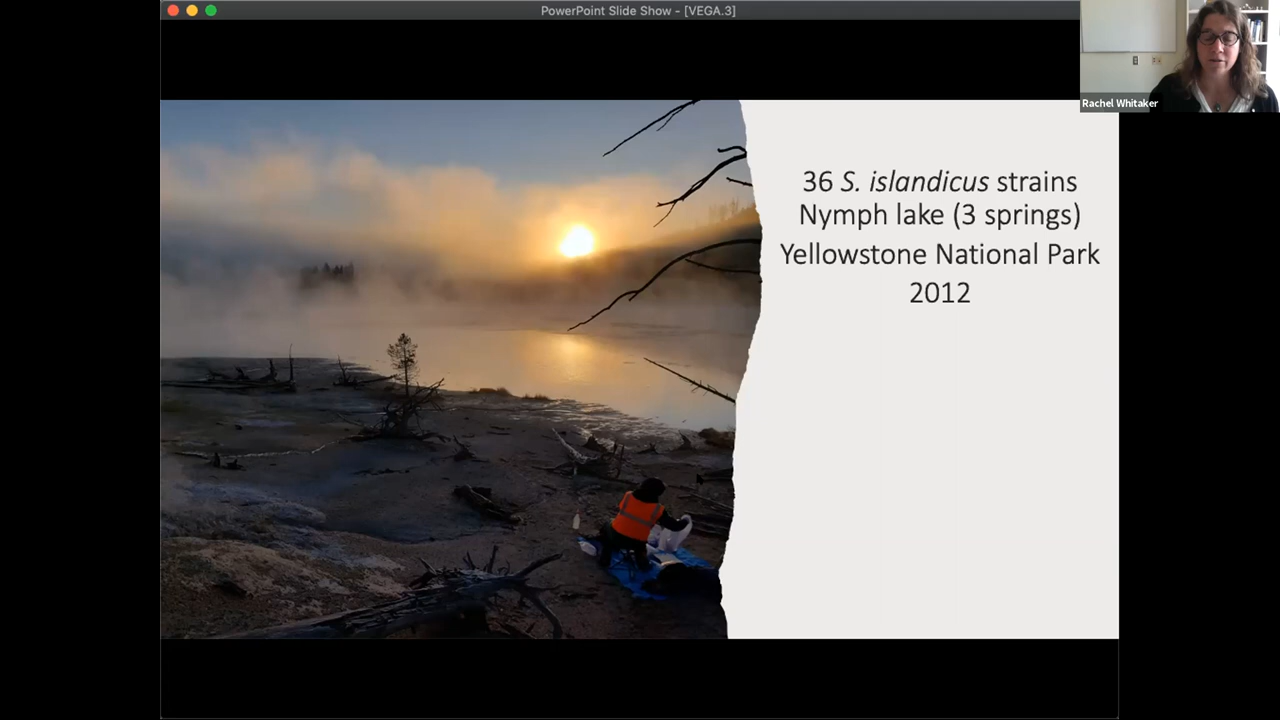 PowerPoint Slide Show - [VEGA.3]
Rachel Whitaker
36 S. islandicus strains
Nymph lake (3 springs)
Yellowstone National Park
2012